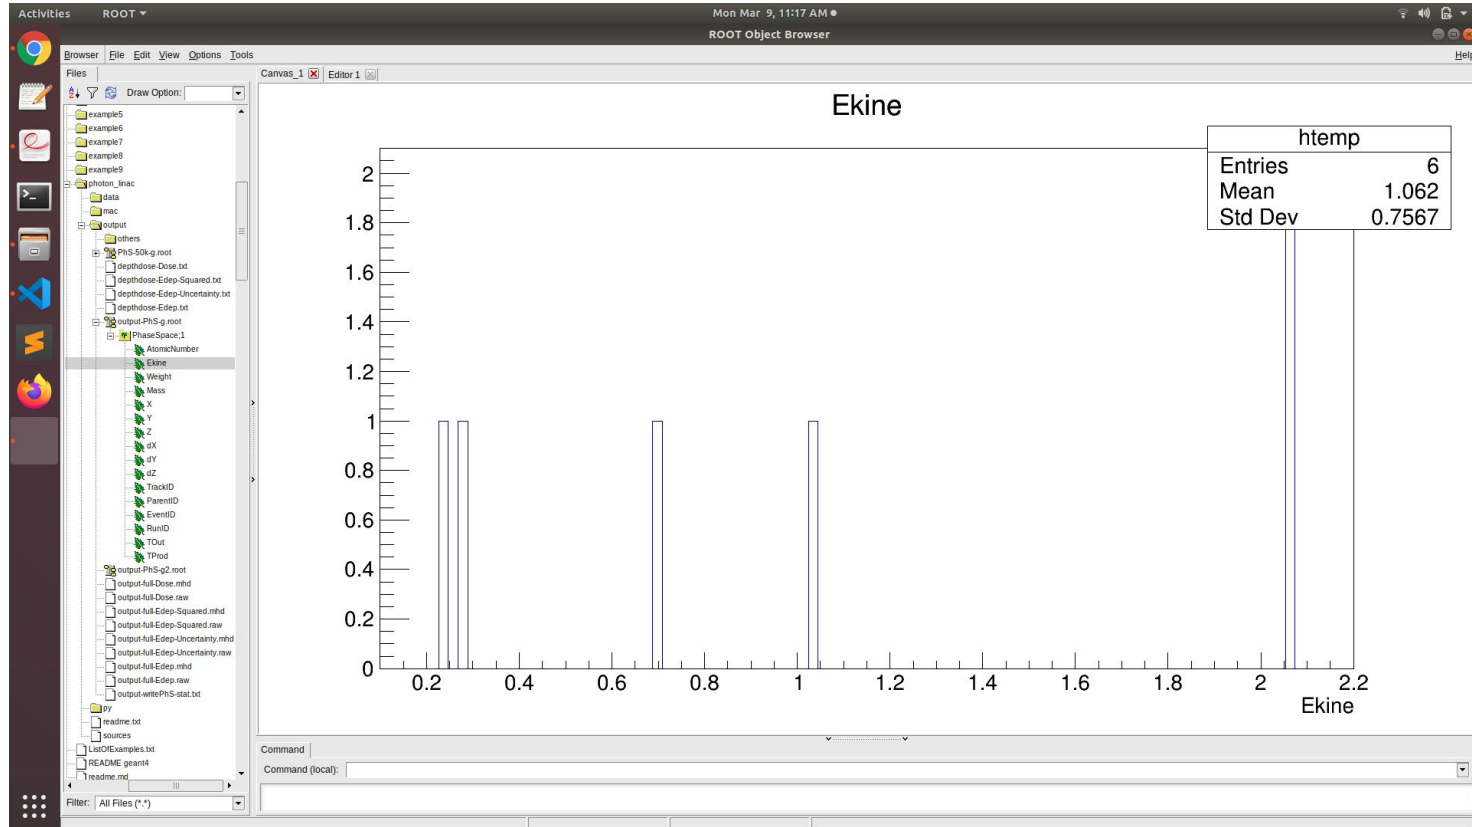 Activities ROOT Mon Mar 9, 11:17 AM
ROOT Object Browser
Browser File Edit View Options Tools Help
Files Canvas_1 Editor 1
Draw Option:
example5
example6
example7
example8
example9
photon_linac
data
mac
output
others
PhS-50k-g.root
depthdose-Dose.txt
depthdose-Edep-Squared.txt
depthdose-Edep-Uncertainty.txt
depthdose-Edep.txt
output-PhS-g.root
PhaseSpace;1
AtomicNumber
Ekine
Weight
Mass
X
Y
Z
dX
dY
dZ
TrackID
ParentID
EventID
RunID
TOut
TProd
output-PhS-g2.root
output-full-Dose.mhd
output-full-Dose.raw
output-full-Edep-Squared.mhd
output-full-Edep-Squared.raw
output-full-Edep-Uncertainty.mhd
output-full-Edep-Uncertainty.raw
output-full-Edep.mhd
output-full-Edep.raw
output-writePhS-stat.txt
py
readme.txt
sources
ListOfExamples.txt
README geant4
readme.md
Filter: All Files (*.*)
Ekine
htemp
Entries 6
Mean 1.062
Std Dev 0.7567
2
1.8
1.6
1.4
1.2
1
0.8
0.6
0.4
0.2
0
0.2 0.4 0.6 0.8 1 1.2 1.4 1.6 1.8 2 2.2
Ekine
Command
Command (local):